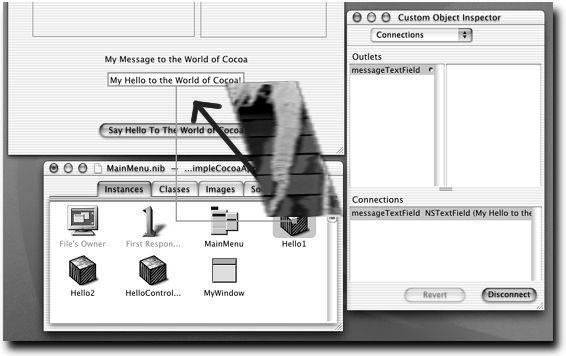 Custom Object Inspector
Connections
Outlets
messageTextField
My Message to the World of Cocoa
My Hello to the World of Cocoa!
Say Hello To The World of Cocoa
MainMenu.nib — ...impleCocoaA
Instances Classes Images So
File's Owner First Respon... MainMenu Hello1
Hello2 HelloControl... MyWindow
Connections
messageTextField NSTextField (My Hello to the
Revert Disconnect